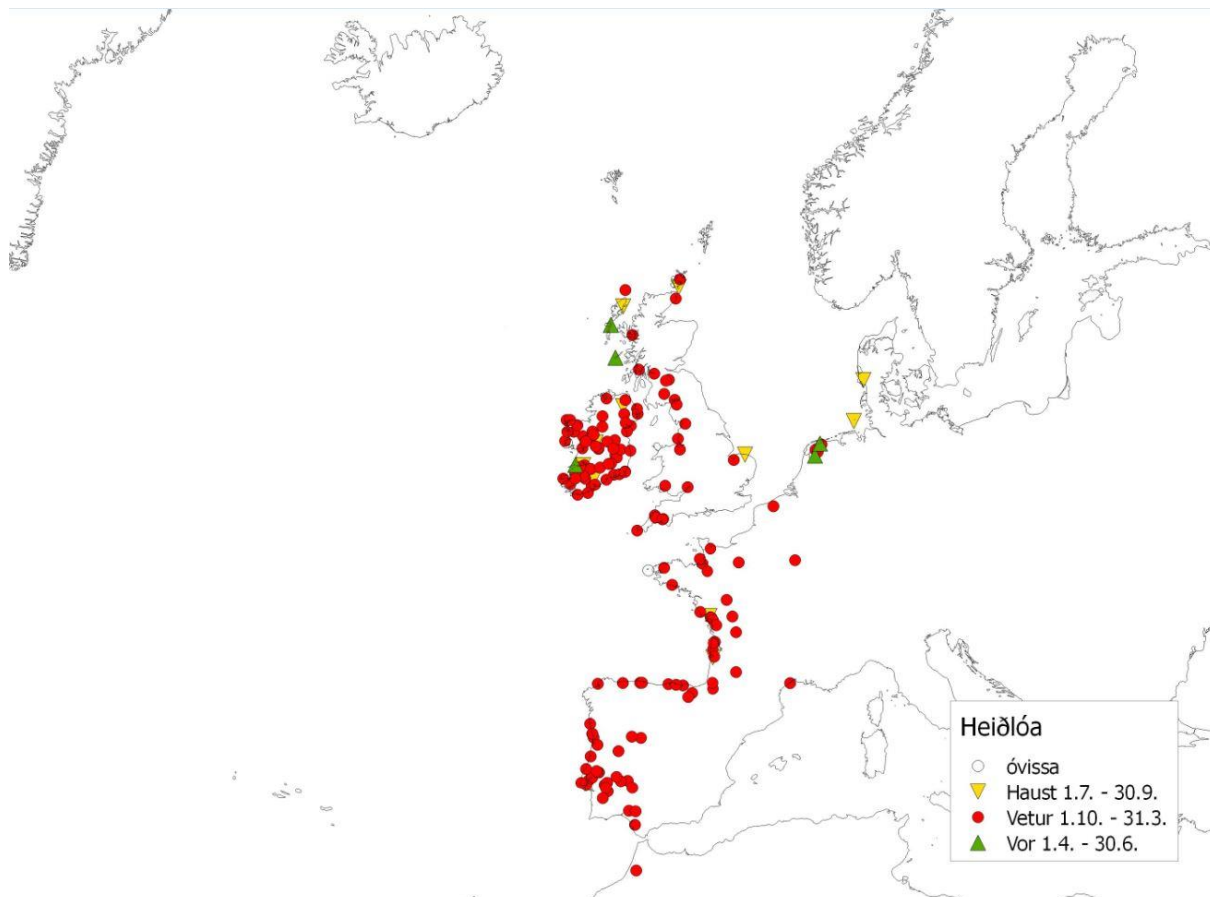 Heiðlóa
óvissa
Haust 1.7. - 30.9.
Vetur 1.10. - 31.3.
Vor 1.4. - 30.6.